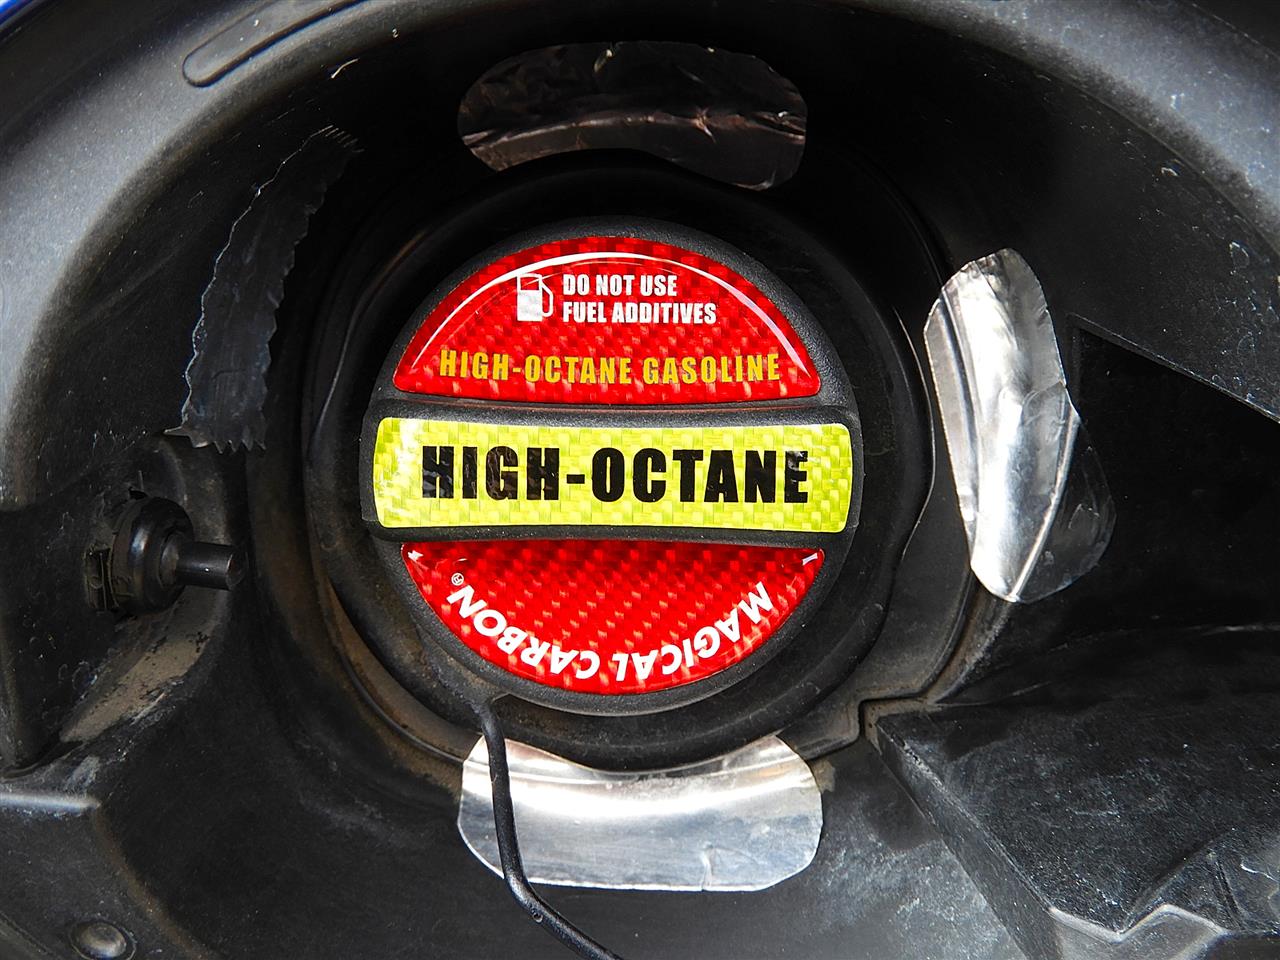 DO NOT USE
FUEL ADDITIVES
HIGH-OCTANE GASOLINE
HIGH-OCTANE
MAGICAL CARBON®